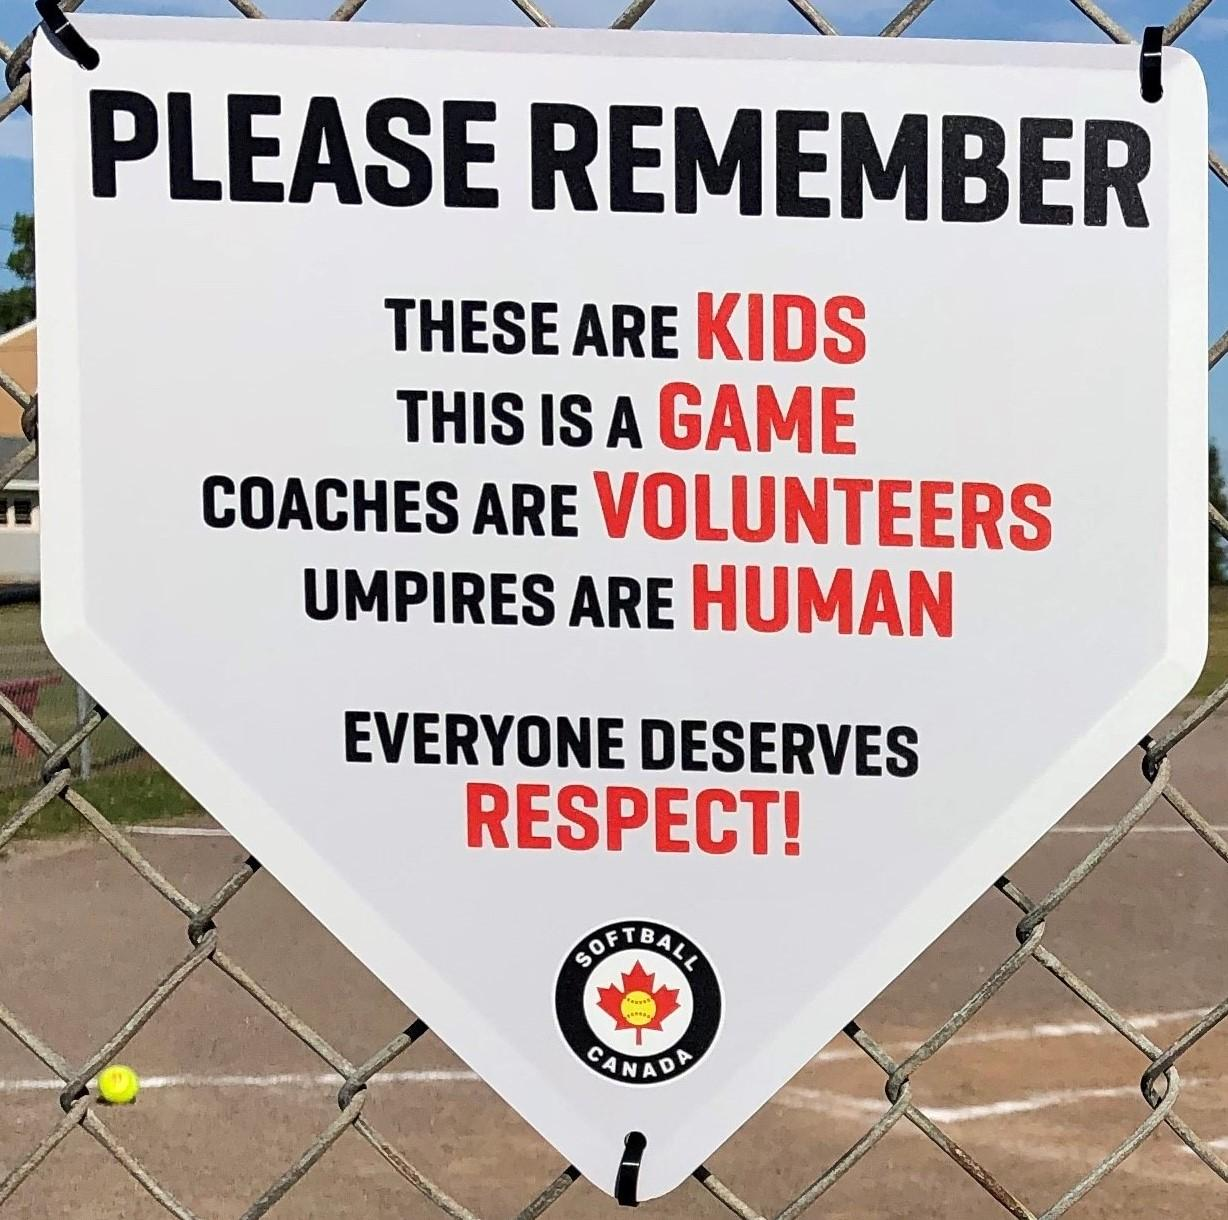 PLEASE REMEMBER
THESE ARE KIDS
THIS IS A GAME
COACHES ARE VOLUNTEERS
UMPIRES ARE HUMAN
EVERYONE DESERVES
RESPECT!
SOFTBALL
CANADA